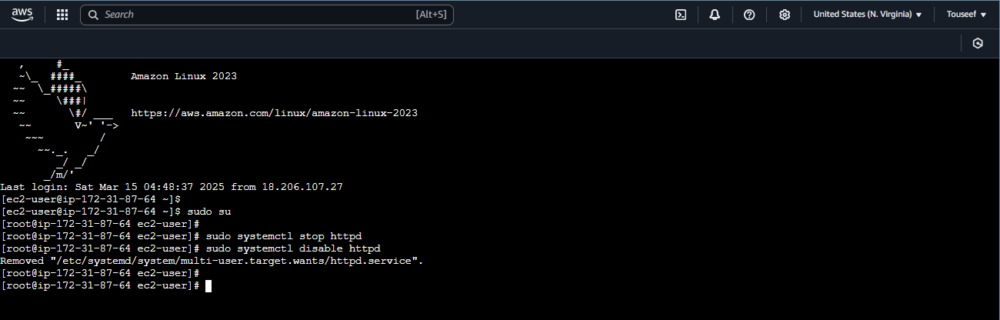 aws
Search [Alt+S]
United States (N. Virginia) ▼
Touseef ▼
   ,     #_
   ~\_  ####_        Amazon Linux 2023
  ~~  \_#####\
  ~~     \###|
  ~~       \#/ ___   https://aws.amazon.com/linux/amazon-linux-2023
   ~~       V~' '->
    ~~~         /
      ~~._.   _/
         _/ _/
       _/m/'
Last login: Sat Mar 15 04:48:37 2025 from 18.206.107.27
[ec2-user@ip-172-31-87-64 ~]$
[ec2-user@ip-172-31-87-64 ~]$ sudo su
[root@ip-172-31-87-64 ec2-user]#
[root@ip-172-31-87-64 ec2-user]# sudo systemctl stop httpd
[root@ip-172-31-87-64 ec2-user]# sudo systemctl disable httpd
Removed "/etc/systemd/system/multi-user.target.wants/httpd.service".
[root@ip-172-31-87-64 ec2-user]#
[root@ip-172-31-87-64 ec2-user]#